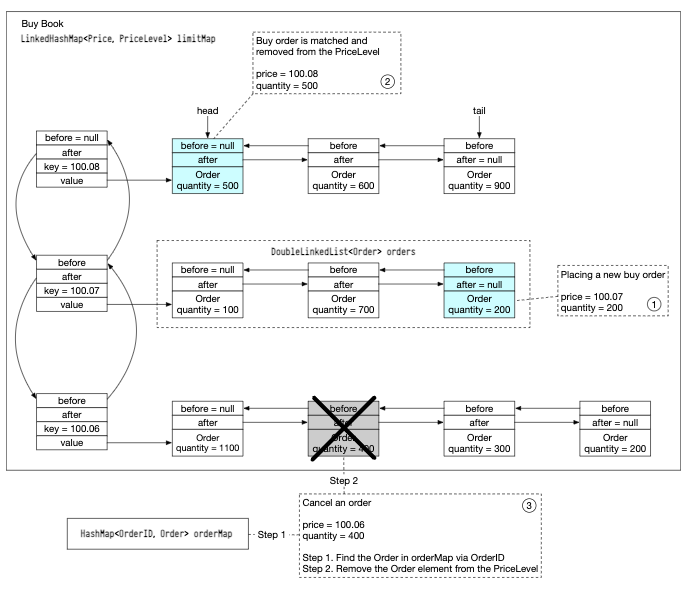 Buy Book
LinkedHashMap<Price, PriceLevel> limitMap
Buy order is matched and
removed from the PriceLevel
price = 100.08
quantity = 500
2
head
tail
before = null
after
key = 100.08
value
before = null
after
Order
quantity = 500
before
after
Order
quantity = 600
before
after = null
Order
quantity = 900
DoubleLinkedList<Order> orders
before
after
key = 100.07
value
before = null
after
Order
quantity = 100
before
after
Order
quantity = 700
before
after = null
Order
quantity = 200
Placing a new buy order
price = 100.07
quantity = 200
1
before
after
key = 100.06
value
before = null
after
Order
quantity = 1100
before
after
Order
quantity = 400
before
after
Order
quantity = 300
before
after = null
Order
quantity = 200
Step 2
Cancel an order
3
price = 100.06
quantity = 400
Step 1. Find the Order in orderMap via OrderID
Step 2. Remove the Order element from the PriceLevel
HashMap<OrderID, Order> orderMap
Step 1